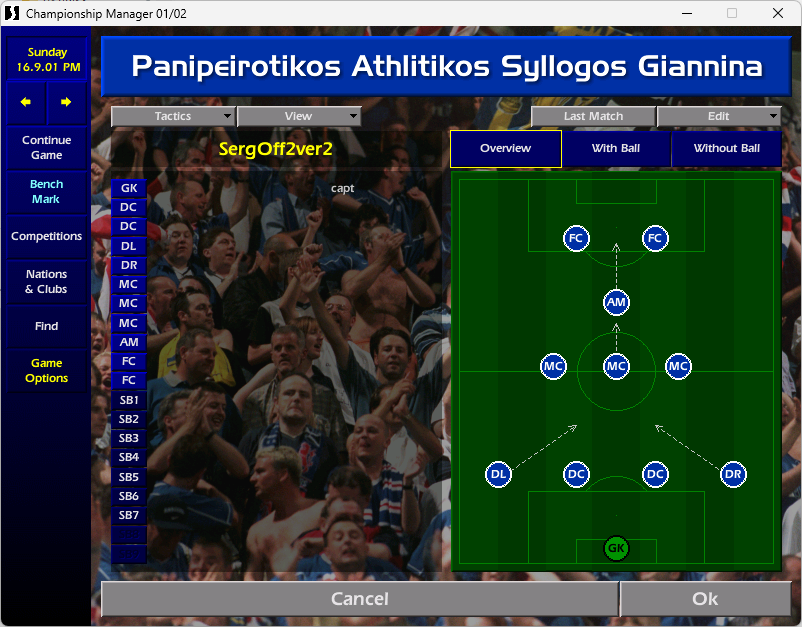 Championship Manager 01/02
Sunday
16.9.01 PM
Panipeirotikos Athlitikos Syllogos Giannina
Continue
Game
Bench
Mark
Competitions
Nations
& Clubs
Find
Game
Options
Tactics
View
Last Match
Edit
SergOff2ver2
Overview
With Ball
Without Ball
GK capt
DC
DC
DL
DR
MC
MC
MC
AM
FC
FC
SB1
SB2
SB3
SB4
SB5
SB6
SB7
FC FC
AM
MC MC MC
DL DC DC DR
GK
Cancel
Ok